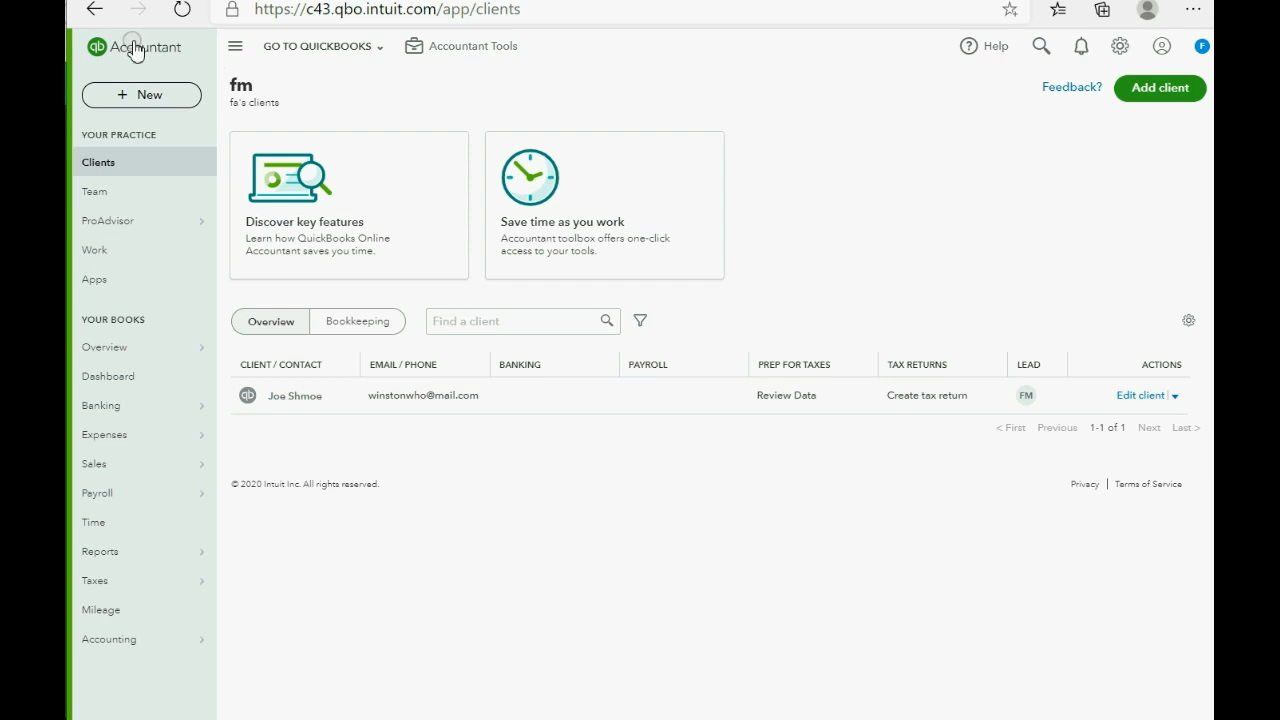 https://c43.qbo.intuit.com/app/clients
qb Accountant
GO TO QUICKBOOKS
Accountant Tools
Help
F
+ New
fm
fa's clients
Feedback?
Add client
YOUR PRACTICE
Clients
Team
ProAdvisor
Work
Apps
YOUR BOOKS
Overview
Dashboard
Banking
Expenses
Sales
Payroll
Time
Reports
Taxes
Mileage
Accounting
Discover key features
Learn how QuickBooks Online
Accountant saves you time.
Save time as you work
Accountant toolbox offers one-click
access to your tools.
Overview
Bookkeeping
Find a client
CLIENT / CONTACT
EMAIL / PHONE
BANKING
PAYROLL
PREP FOR TAXES
TAX RETURNS
LEAD
ACTIONS
qb
Joe Shmoe
winstonwho@mail.com
Review Data
Create tax return
FM
Edit client
< First
Previous
1-1 of 1
Next
Last >
© 2020 Intuit Inc. All rights reserved.
Privacy | Terms of Service